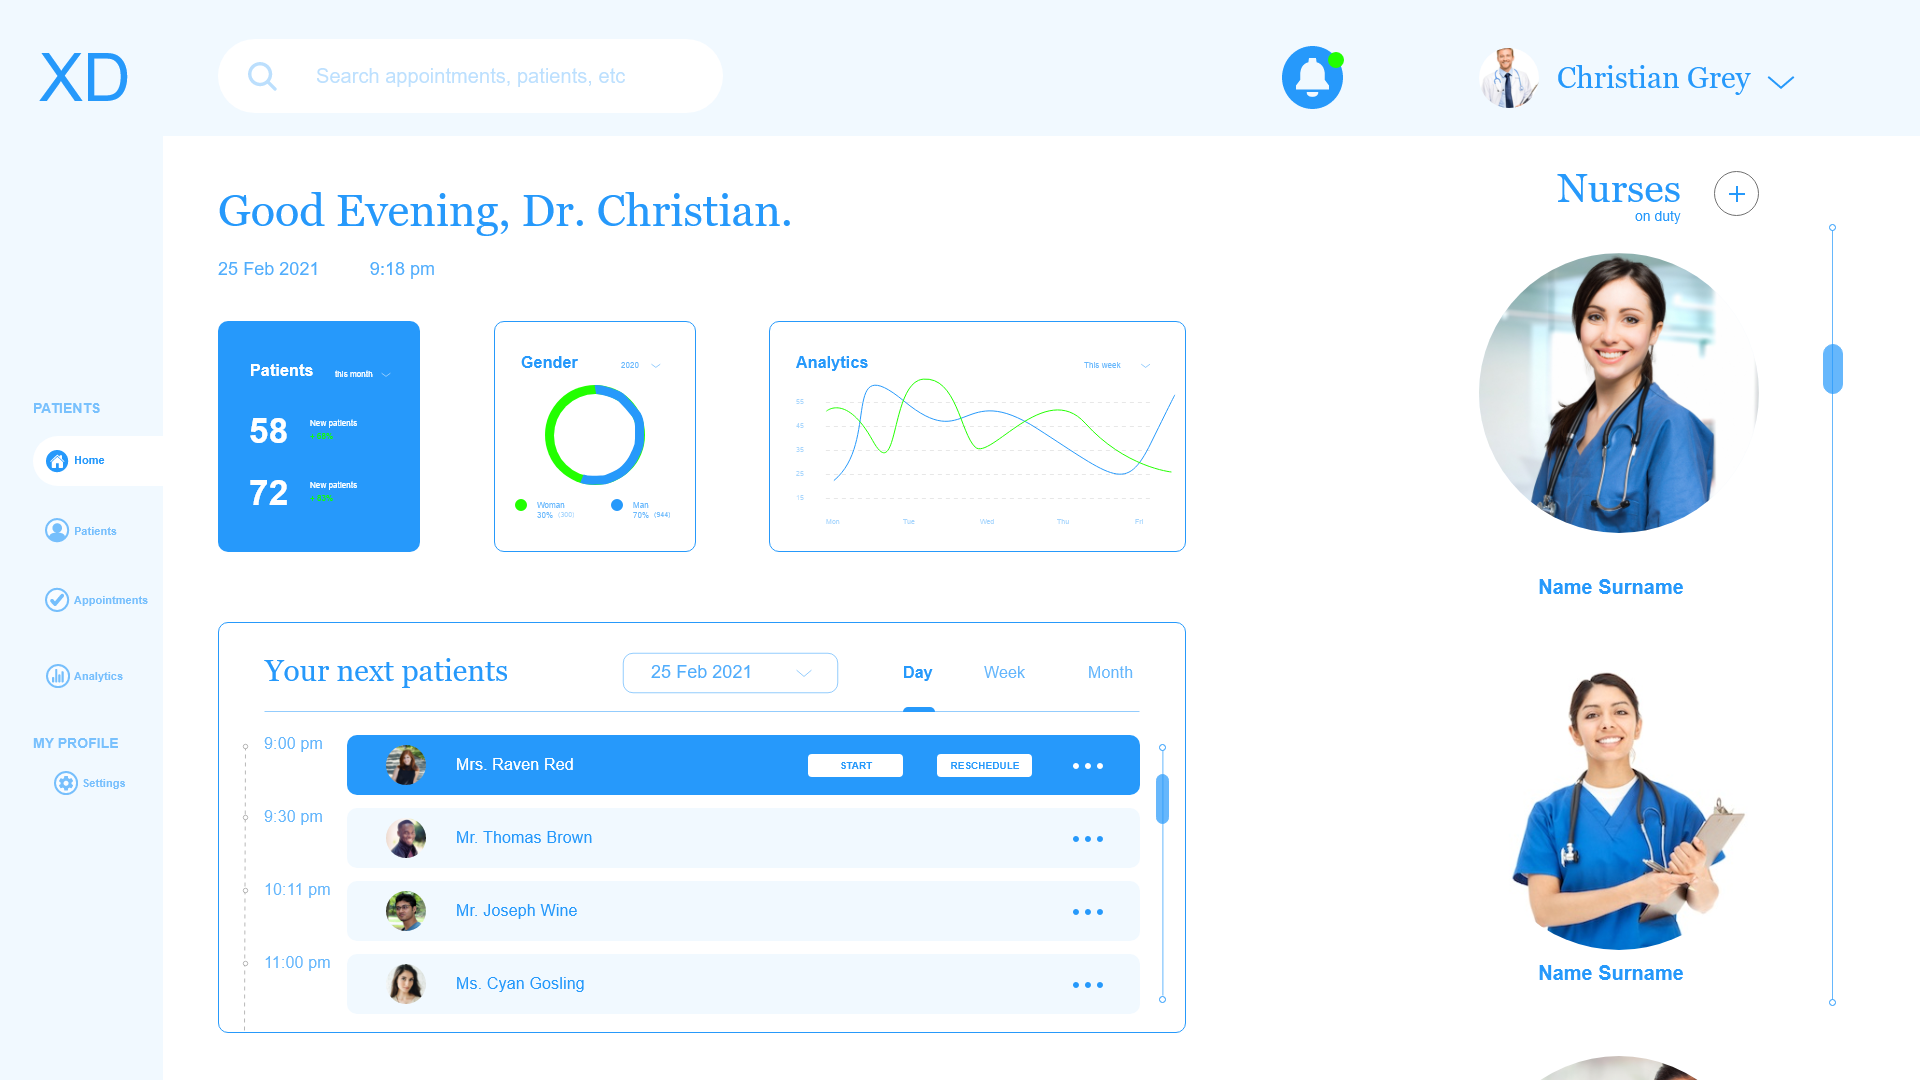 XD
Search appointments, patients, etc
Christian Grey
Good Evening, Dr. Christian.
25 Feb 2021 9:18 pm
Nurses
on duty
PATIENTS
Home
Patients
Appointments
Analytics
MY PROFILE
Settings
Patients this month
58 New patients
72 New patients
Gender 2020
Woman
30% (300)
Man
70% (944)
Analytics This week
55
45
35
25
15
Mon Tue Wed Thu Fri
Your next patients 25 Feb 2021 Day Week Month
9:00 pm Mrs. Raven Red START RESCHEDULE
9:30 pm Mr. Thomas Brown
10:11 pm Mr. Joseph Wine
11:00 pm Ms. Cyan Gosling
Name Surname
Name Surname